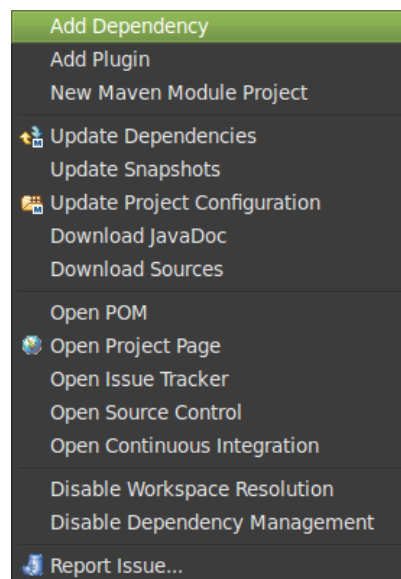 Add Dependency
Add Plugin
New Maven Module Project
Update Dependencies
Update Snapshots
Update Project Configuration
Download JavaDoc
Download Sources
Open POM
Open Project Page
Open Issue Tracker
Open Source Control
Open Continuous Integration
Disable Workspace Resolution
Disable Dependency Management
Report Issue...